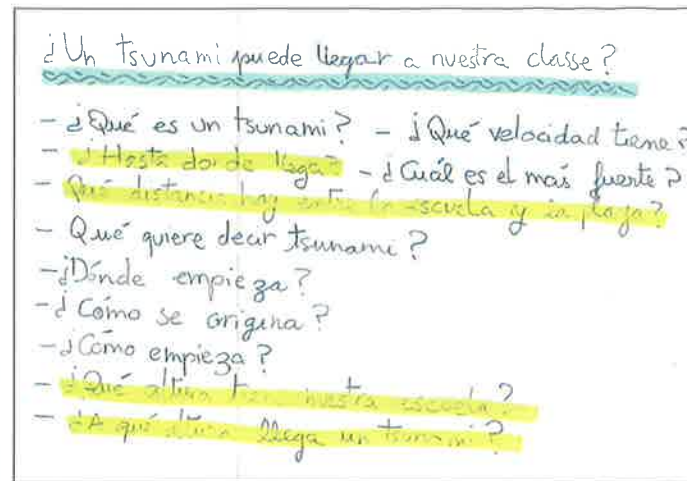 ¿Un tsunami puede llegar a nuestra classe?
- ¿Qué es un tsunami? - ¿Qué velocidad tiene?
- ¿Hasta donde llega? - ¿Cuál es el más fuerte?
- Qué distancia hay entre la escuela y la playa?
- Qué quiere decir tsunami?
- ¿Dónde empieza?
- ¿Cómo se origina?
- ¿Cómo empieza?
- ¿Qué altura tiene nuestra escuela?
- ¿A qué altura llega un tsunami?